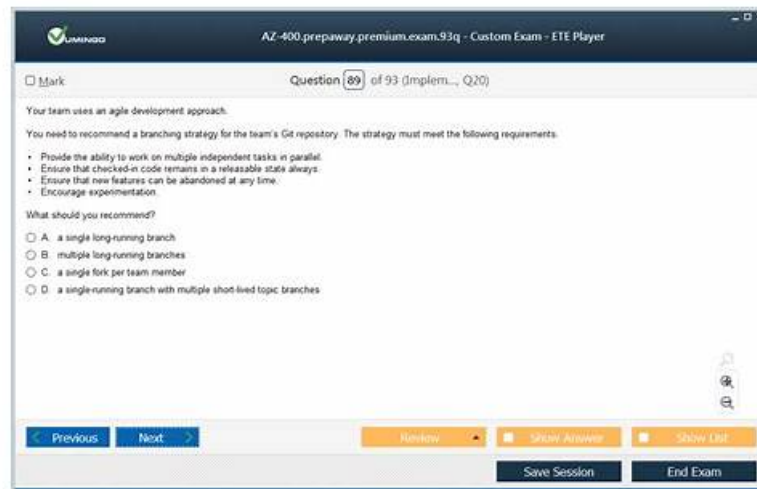 VUMINGO
AZ-400.prepaway.premium.exam.93q - Custom Exam - ETE Player
Mark
Question 89 of 93 (Implem..., Q20)
Your team uses an agile development approach.
You need to recommend a branching strategy for the team's Git repository. The strategy must meet the following requirements.
• Provide the ability to work on multiple independent tasks in parallel.
• Ensure that checked-in code remains in a releasable state always.
• Ensure that new features can be abandoned at any time.
• Encourage experimentation.
What should you recommend?
A. a single long-running branch
B. multiple long-running branches
C. a single fork per team member
D. a single-running branch with multiple short-lived topic branches
Previous
Next
Review
Show Answer
Show List
Save Session
End Exam